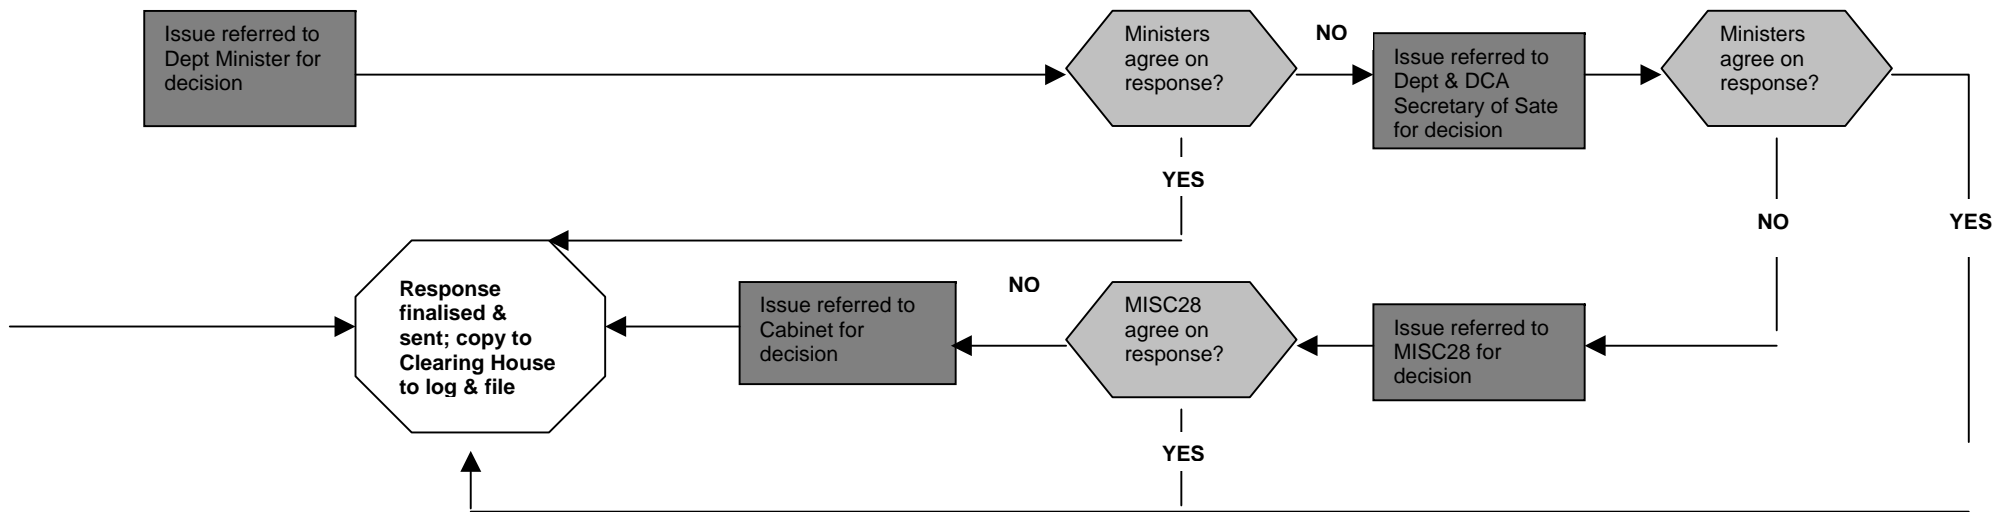 Issue referred to
Dept Minister for
decision
Ministers
agree on
response?
NO
Issue referred to
Dept & DCA
Secretary of Sate
for decision
Ministers
agree on
response?
YES
NO
YES
Response
finalised &
sent; copy to
Clearing House
to log & file
Issue referred to
Cabinet for
decision
NO
MISC28
agree on
response?
Issue referred to
MISC28 for
decision
YES